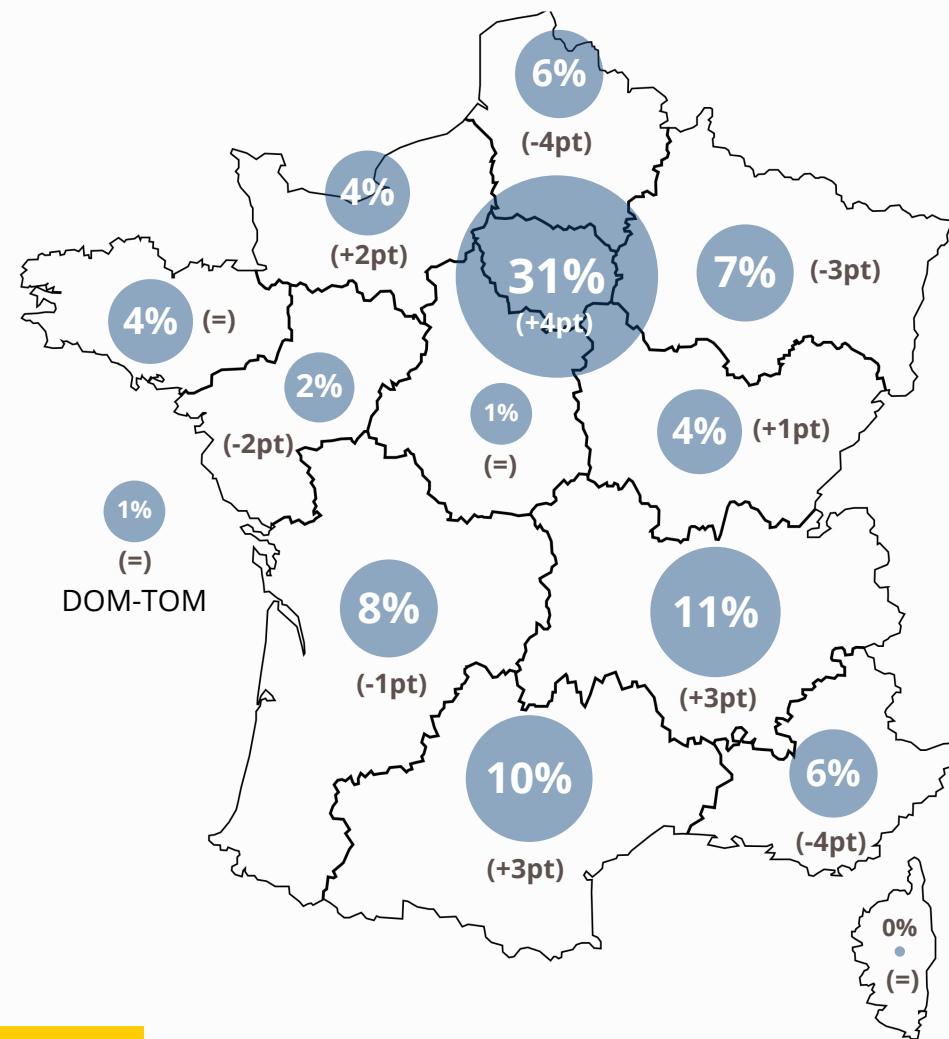 6%
(-4pt)
4%
(+2pt)
31%
(+4pt)
7%
(-3pt)
4%
(=)
2%
(-2pt)
1%
(=)
4%
(+1pt)
1%
(=)
DOM-TOM
8%
(-1pt)
11%
(+3pt)
10%
(+3pt)
6%
(-4pt)
0%
(=)